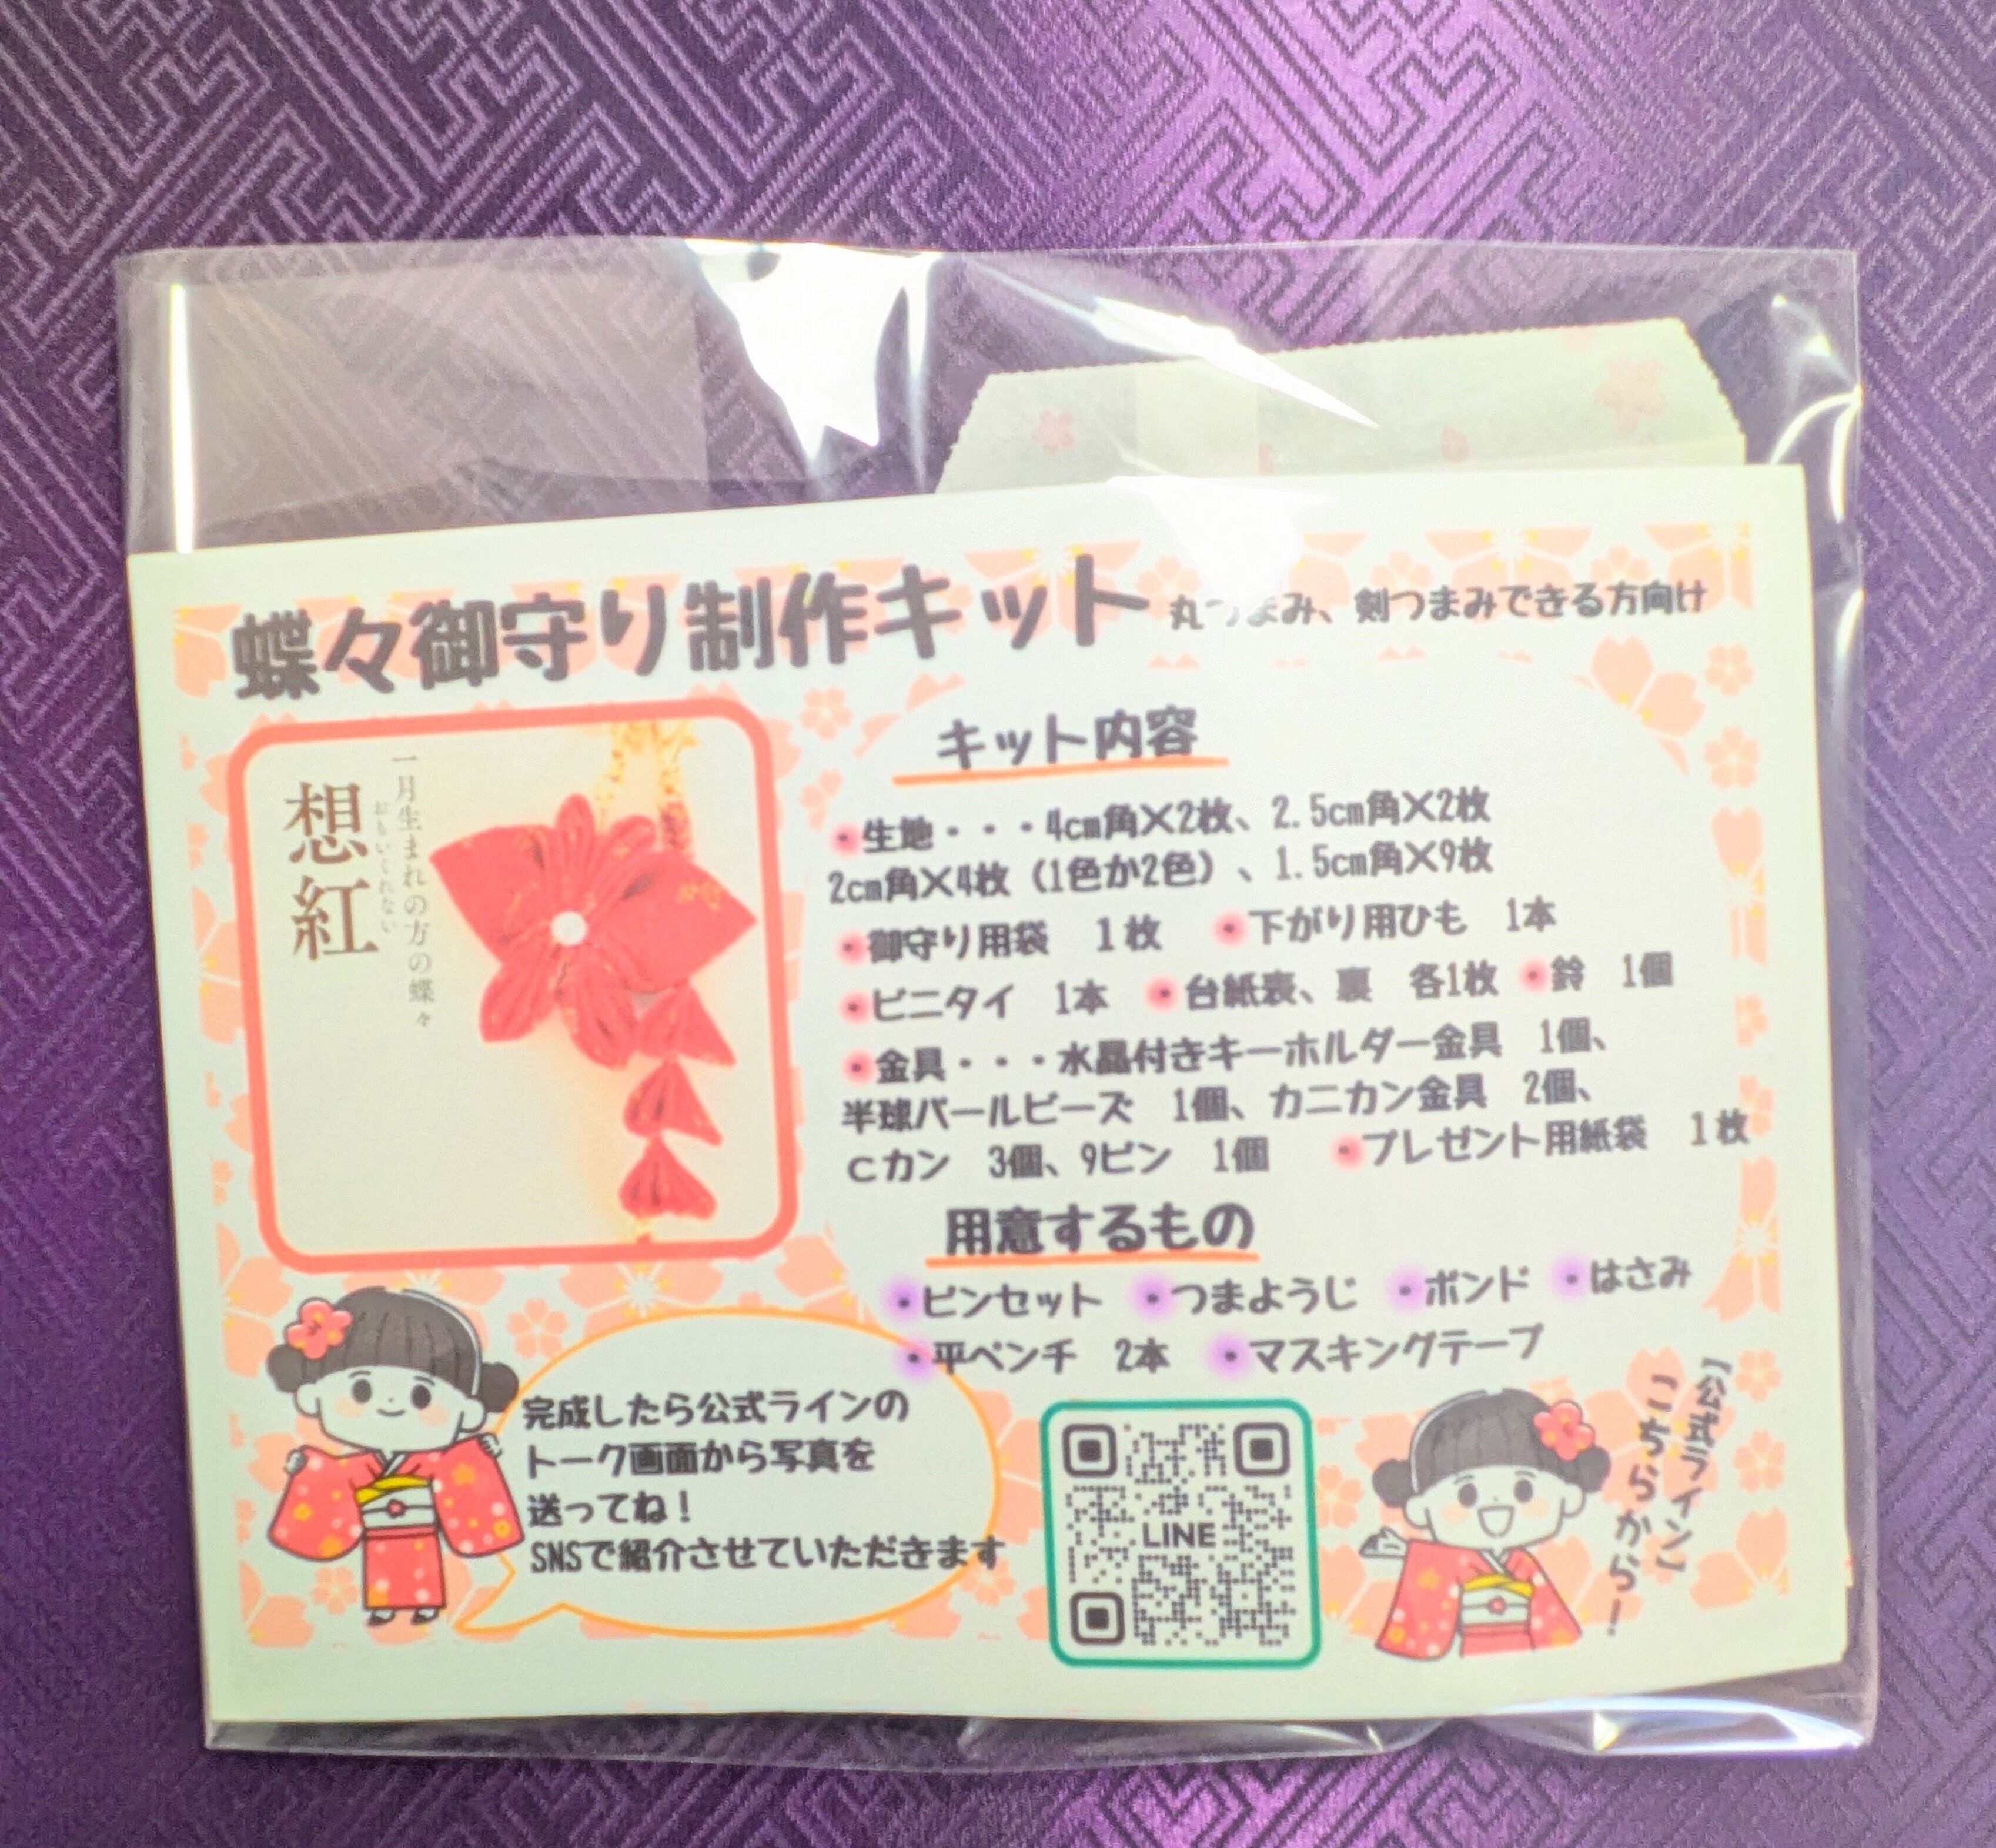 蝶々御守り制作キット 丸つまみ、剣つまみできる方向け
一月生まれの方の蝶々
おもいくれない
想紅
キット内容
・生地・・・4cm角×2枚、2.5cm角×2枚
2cm角×4枚（1色か2色）、1.5cm角×9枚
・御守り用袋　1枚　・下がり用ひも　1本
・ビニタイ　1本　・台紙表、裏　各1枚　・鈴　1個
・金具・・・水晶付きキーホルダー金具　1個、
半球パールビーズ　1個、カニカン金具　2個、
Cカン　3個、9ピン　1個　・プレゼント用紙袋　1枚
用意するもの
・ピンセット　・つまようじ　・ボンド　・はさみ
・平ペンチ　2本　・マスキングテープ
完成したら公式ラインの
トーク画面から写真を
送ってね！
SNSで紹介させていただきます
LINE
【公式ライン】
こちらから！